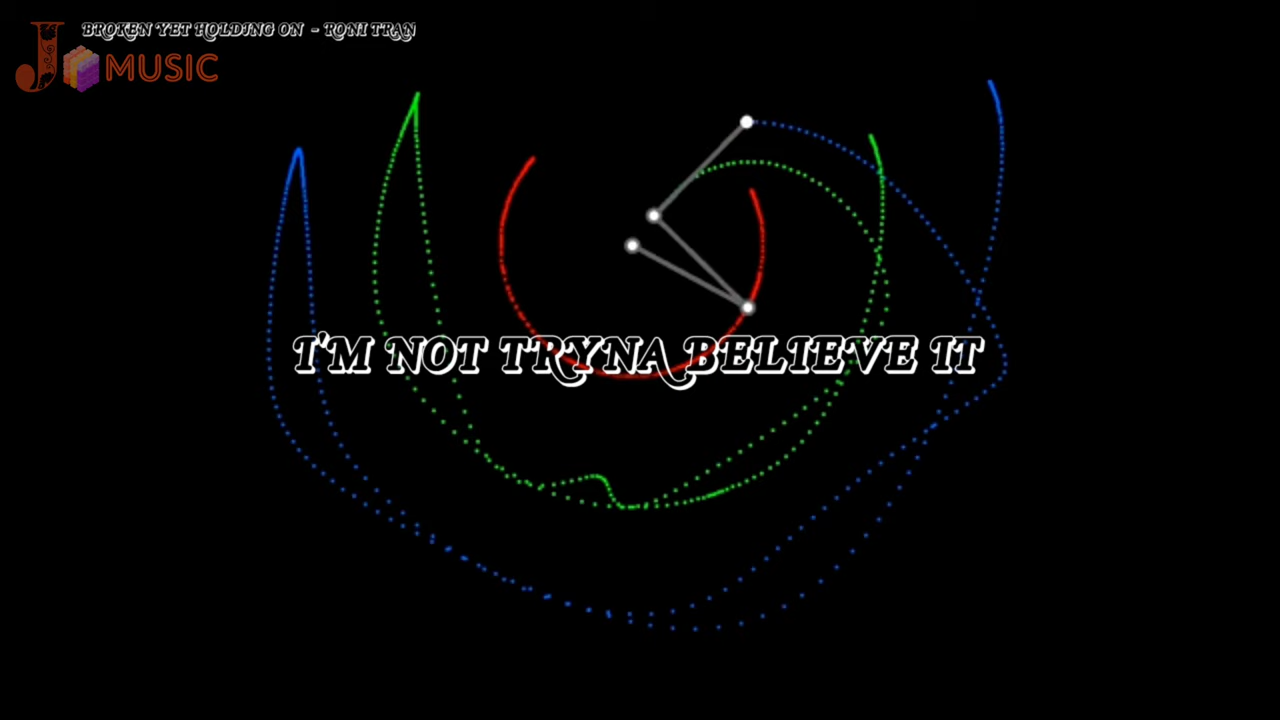 BROKEN YET HOLDING ON - RONI TRAN
J MUSIC
I'M NOT TRYNA BELIEVE IT